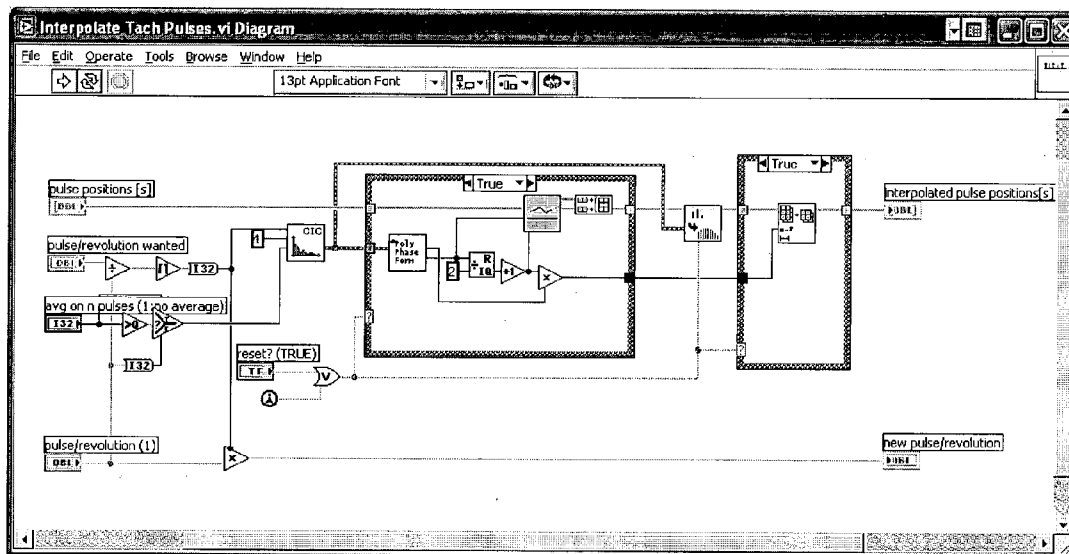 Interpolate Tach Pulses.vi Diagram
File Edit Operate Tools Browse Window Help
13pt Application Font
True
True
pulse positions [s]
[DBL]
interpolated pulse positions[s]
[DBL]
CIC
4
Poly
Phase
Form
2
R
IQ
+1
x
pulse/revolution wanted
DBL
÷
I32
avg on n pulses (1:no average)
I32
>0
?
I32
reset? (TRUE)
TF
V
pulse/revolution (1)
DBL
x
new pulse/revolution
DBL